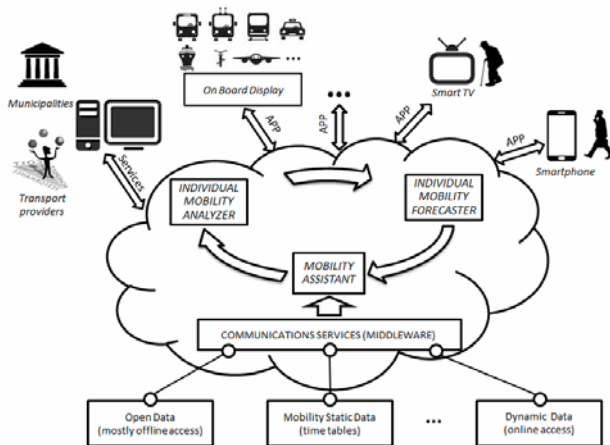 Municipalities
Transport
providers
Services
On Board Display
APP
...
APP
APP
Smart TV
APP
Smartphone
INDIVIDUAL
MOBILITY
ANALYZER
INDIVIDUAL
MOBILITY
FORECASTER
MOBILITY
ASSISTANT
COMMUNICATIONS SERVICES (MIDDLEWARE)
Open Data
(mostly offline access)
Mobility Static Data
(time tables)
...
Dynamic Data
(online access)